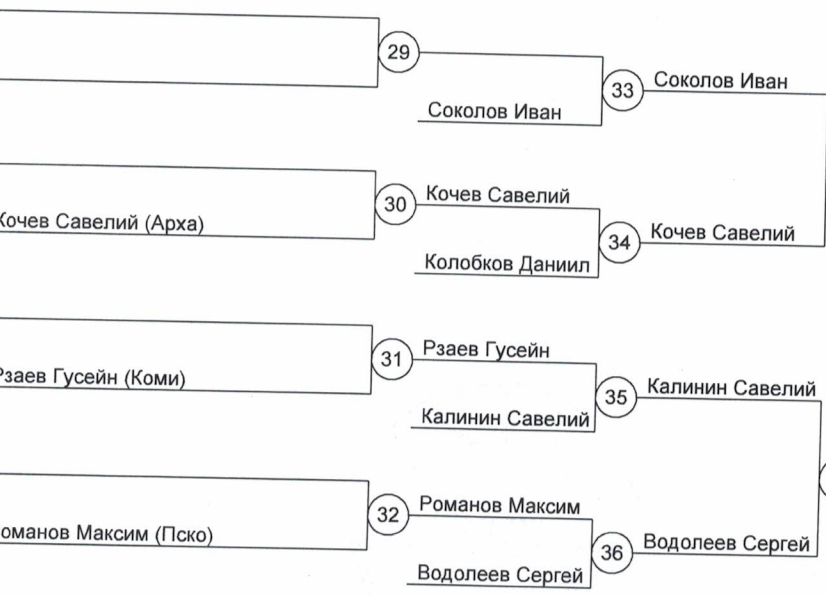 29
33
Соколов Иван
Соколов Иван
30
Кочев Савелий
Кочев Савелий (Арха)
34
Кочев Савелий
Колобков Даниил
31
Рзаев Гусейн
Рзаев Гусейн (Коми)
35
Калинин Савелий
Калинин Савелий
32
Романов Максим
Романов Максим (Пско)
36
Водолеев Сергей
Водолеев Сергей